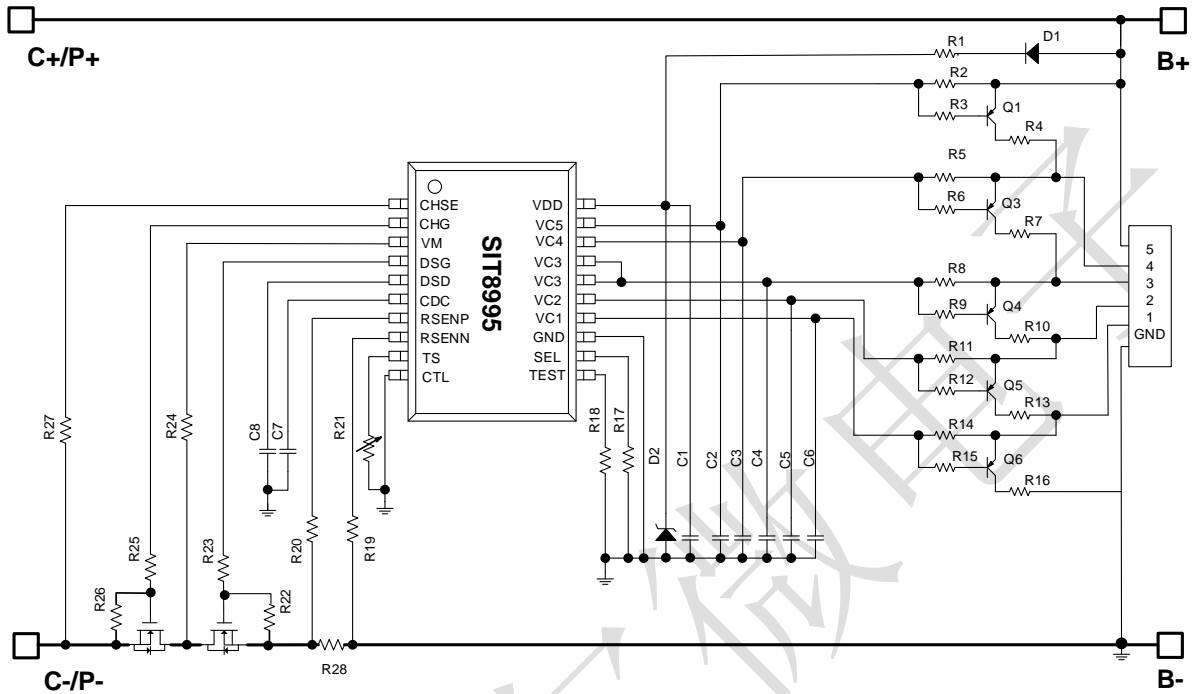 C+/P+
B+
R1
D1
R2
R3
Q1
R4
R5
R6
Q3
R7
R8
R9
Q4
R10
R11
R12
Q5
R13
R14
R15
Q6
R16
5
4
3
2
1
GND
SIT8995
CHSE
CHG
VM
DSG
DSD
CDC
RSENP
RSENN
TS
CTL
VDD
VC5
VC4
VC3
VC3
VC2
VC1
GND
SEL
TEST
R27
R24
C8
C7
R21
R18
R17
D2
C1
C2
C3
C4
C5
C6
R25
R23
R20
R19
R26
R22
R28
C-/P-
B-
微电子